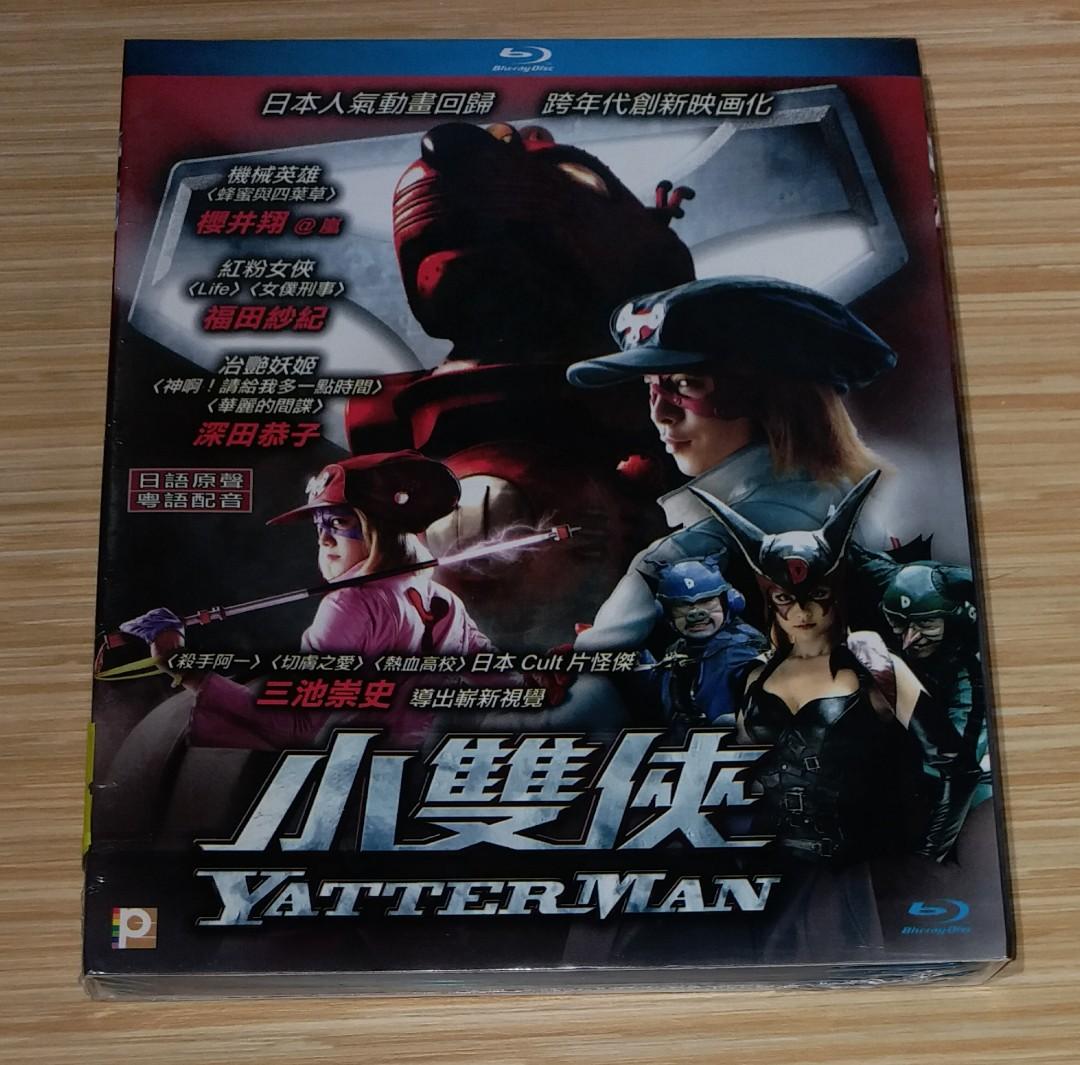 Blu-ray Disc
日本人氣動畫回歸 跨年代創新映画化
機械英雄
〈蜂蜜與四葉草〉
櫻井翔 @ 嵐
紅粉女俠
〈Life〉〈女僕刑事〉
福田紗紀
冶艷妖姬
〈神啊！請給我多一點時間〉
〈華麗的間諜〉
深田恭子
日語原聲
粵語配音
D
D
D
〈殺手阿一〉〈切膚之愛〉〈熱血高校〉日本 Cult 片怪傑
三池崇史 導出嶄新視覺
小雙俠
YATTERMAN
p
Blu-ray Disc